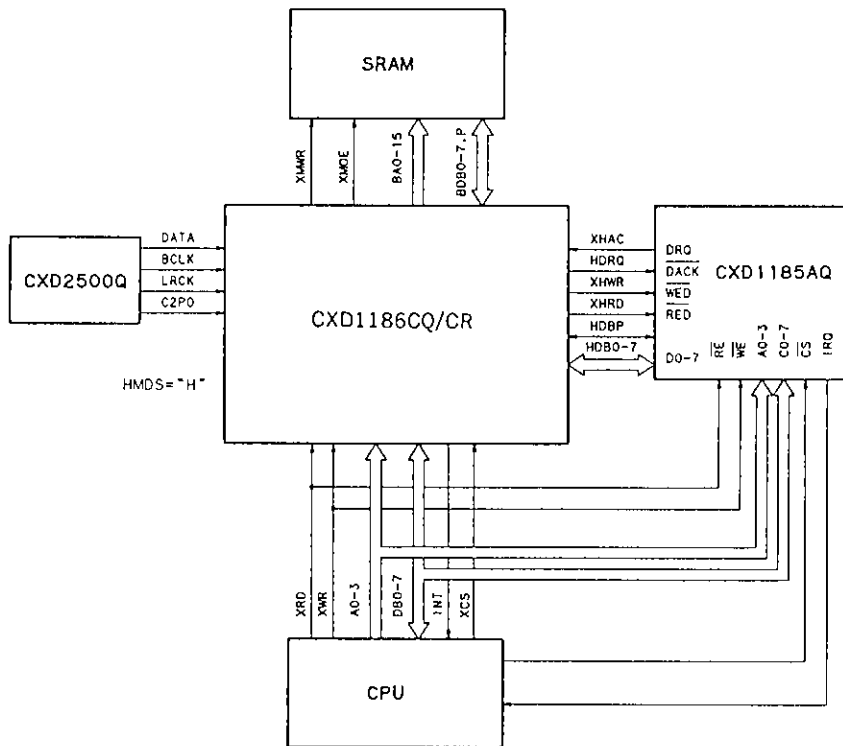 SRAM
XMWR
XMOE
BA0-15
BDB0-7,P
CXD2500Q
DATA
BCLK
LRCK
C2PO
CXD1186CQ/CR
HMDS="H"
XHAC
HDRQ
XHWR
XHRD
HDBP
HDB0-7
DRQ
DACK
WED
RED
D0-7
CXD1185AQ
RE
WE
A0-3
C0-7
CS
IRQ
XRD
XWR
A0-3
DB0-7
INT
XCS
CPU